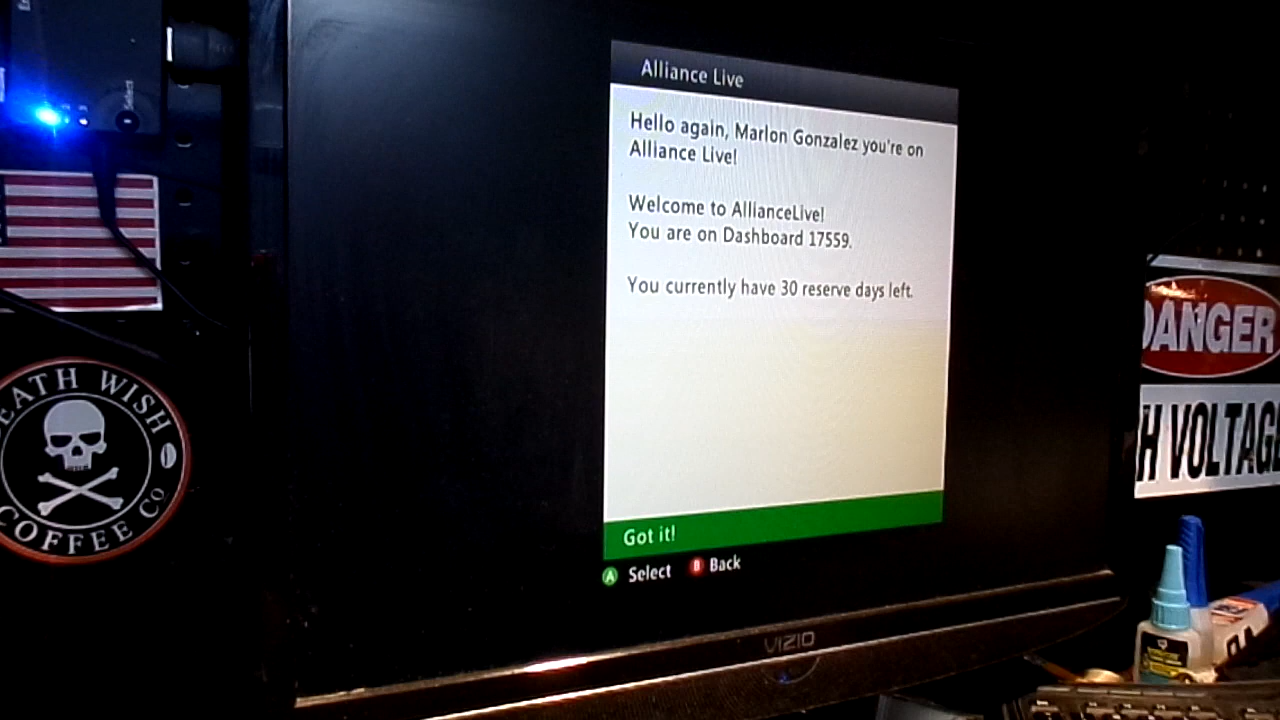 Select
Alliance Live
Hello again, Marlon Gonzalez you're on
Alliance Live!
Welcome to AllianceLive!
You are on Dashboard 17559.
You currently have 30 reserve days left.
Got it!
A Select B Back
VIZIO
EATH WISH
COFFEE CO
DANGER
H VOLTAGE